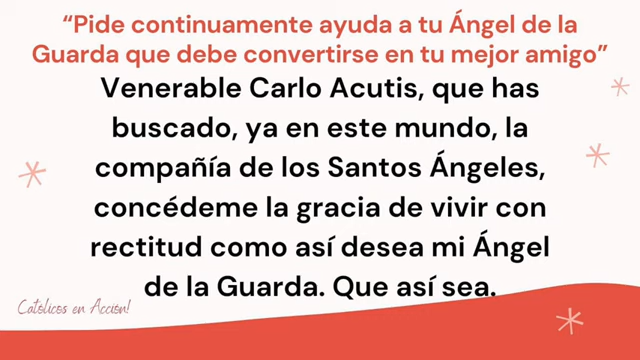 “Pide continuamente ayuda a tu Ángel de la
Guarda que debe convertirse en tu mejor amigo”
Venerable Carlo Acutis, que has
buscado, ya en este mundo, la
compañía de los Santos Ángeles,
concédeme la gracia de vivir con
rectitud como así desea mi Ángel
de la Guarda. Que así sea.
Católicos en Acción!